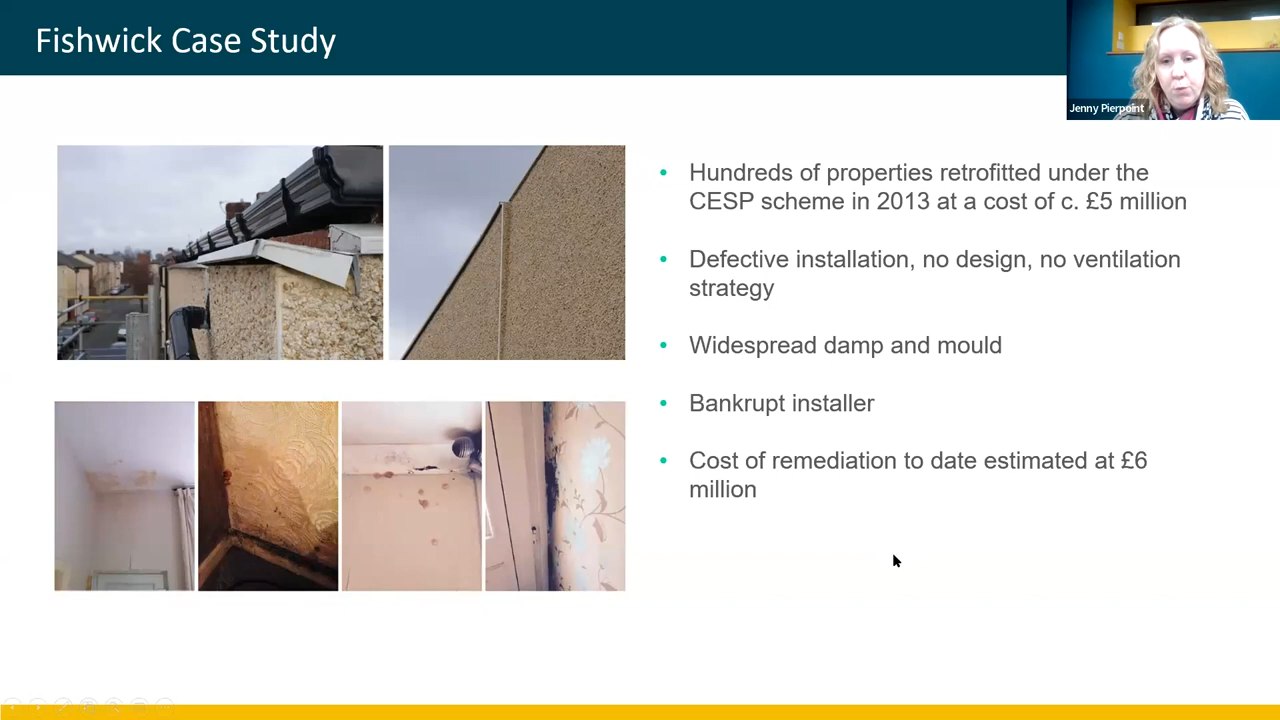 Fishwick Case Study
Jenny Pierpoint
• Hundreds of properties retrofitted under the
CESP scheme in 2013 at a cost of c. £5 million
• Defective installation, no design, no ventilation
strategy
• Widespread damp and mould
• Bankrupt installer
• Cost of remediation to date estimated at £6
million